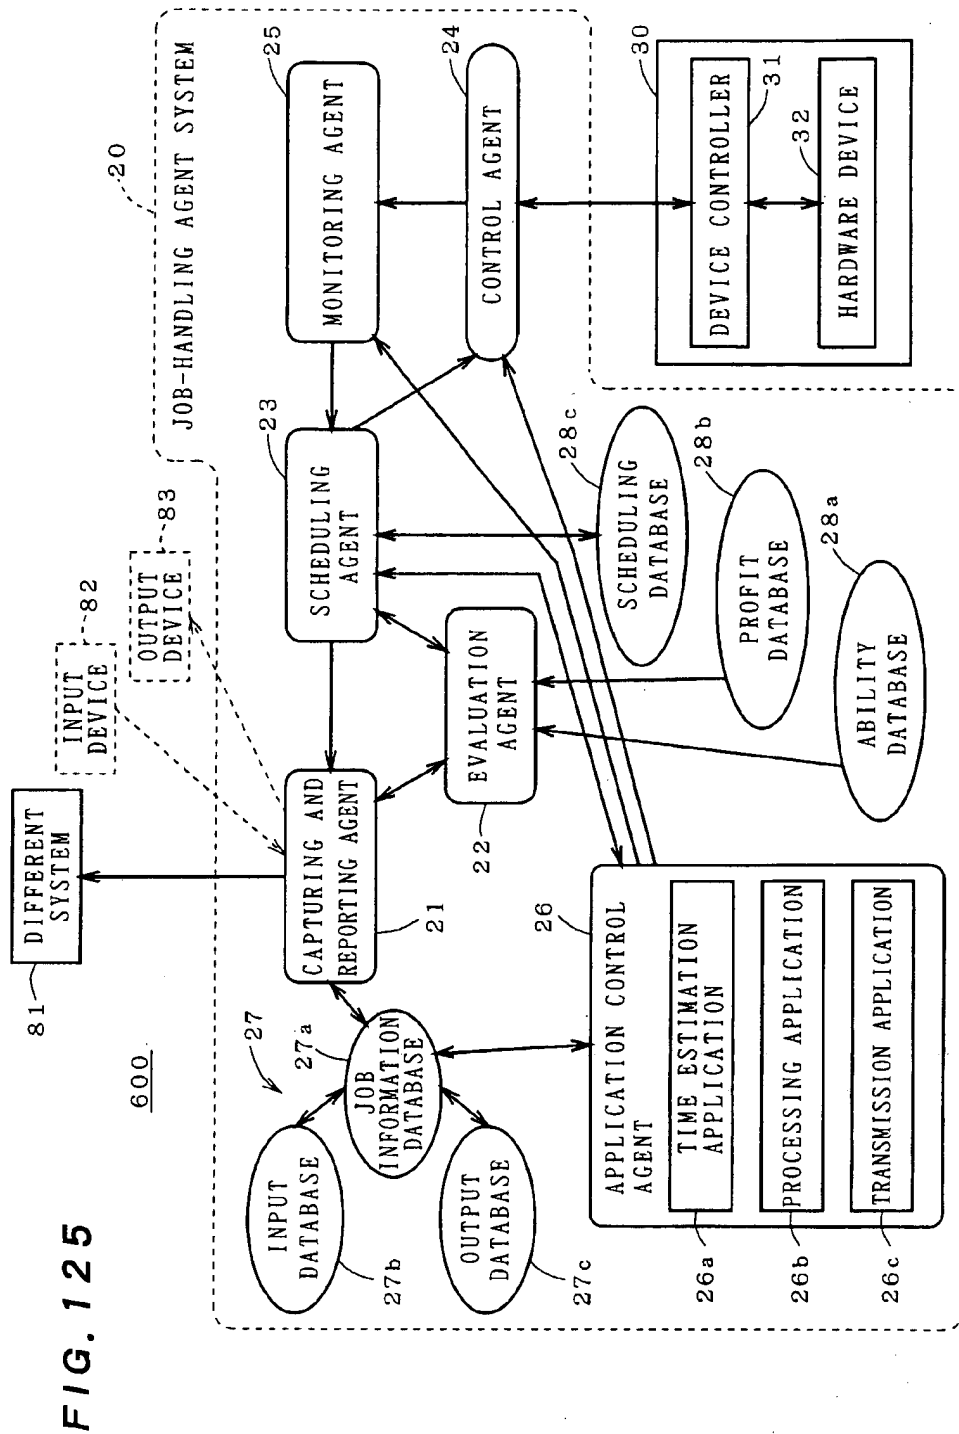 FIG. 125
600
81
DIFFERENT
SYSTEM
INPUT
DEVICE
82
OUTPUT
DEVICE
83
20
JOB-HANDLING AGENT SYSTEM
27
INPUT
DATABASE
27b
27a
JOB
INFORMATION
DATABASE
OUTPUT
DATABASE
27c
CAPTURING AND
REPORTING AGENT
21
SCHEDULING
AGENT
23
MONITORING AGENT
25
EVALUATION
AGENT
22
CONTROL AGENT
24
26
APPLICATION CONTROL
AGENT
TIME ESTIMATION
APPLICATION
26a
PROCESSING APPLICATION
26b
TRANSMISSION APPLICATION
26c
SCHEDULING
DATABASE
28c
PROFIT
DATABASE
28b
ABILITY
DATABASE
28a
30
DEVICE CONTROLLER
31
HARDWARE DEVICE
32